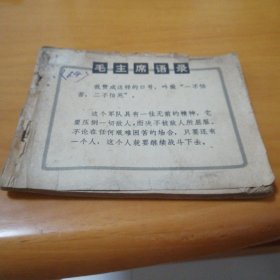 毛主席语录
我赞成这样的口号,叫做“一不怕
苦,二不怕死”。
这个军队具有一往无前的精神,它
要压倒一切敌人,而决不被敌人所屈服。
不论在任何艰难困苦的场合,只要还有
一个人,这个人就要继续战斗下去。